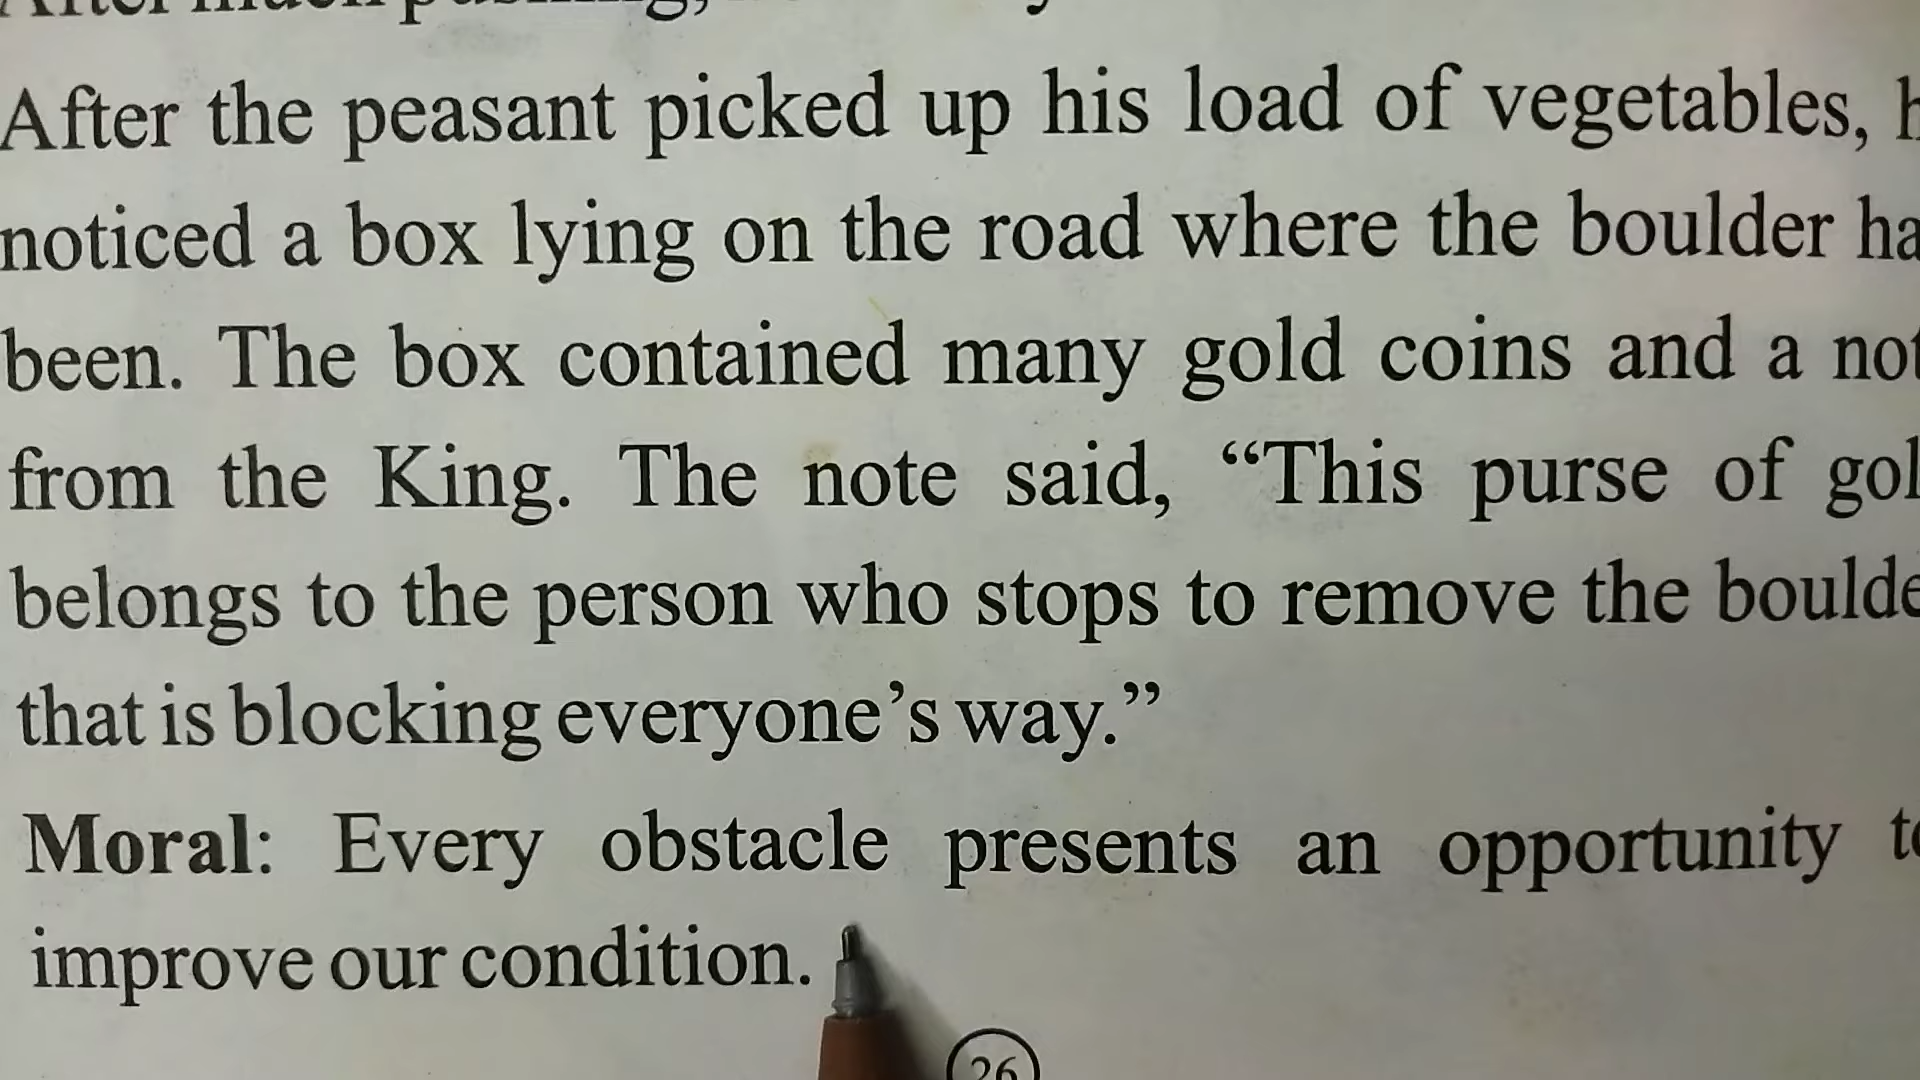 After the peasant picked up his load of vegetables,
noticed a box lying on the road where the boulder
been. The box contained many gold coins and a
from the King. The note said, “This purse of
belongs to the person who stops to remove the
that is blocking everyone’s way.”
Moral: Every obstacle presents an opportunity
improve our condition.
26